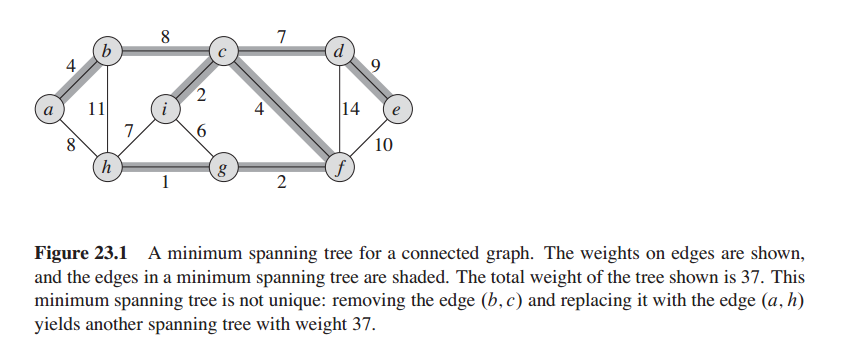 8 7
b c d
4 9
2
a 11 i 4 14 e
7 6
8 10
h g f
1 2
Figure 23.1 A minimum spanning tree for a connected graph. The weights on edges are shown,
and the edges in a minimum spanning tree are shaded. The total weight of the tree shown is 37. This
minimum spanning tree is not unique: removing the edge (b, c) and replacing it with the edge (a, h)
yields another spanning tree with weight 37.